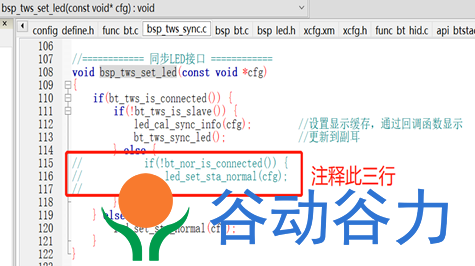 bsp_tws_set_led(const void* cfg) : void
config_define.h func bt.c bsp_tws_sync.c bsp bt.c bsp led.h xcfg.xm xcfg.h func bt hid.c api btstac
106
107 //============ 同步LED接口 ============
108 void bsp_tws_set_led(const void *cfg)
109 {
110 if(bt_tws_is_connected()) {
111 if(!bt_tws_is_slave()) {
112 led_cal_sync_info(cfg); //设置显示缓存，通过回调函数显示
113 bt_tws_sync_led(); //更新到副耳
114 } else {
115 // if(!bt_nor_is_connected()) {
116 // led_set_sta_normal(cfg);
117 //
118 }
119 } else
120 _set_sta_normal(cfg);
121 }
122 }
注释此三行
谷动谷力